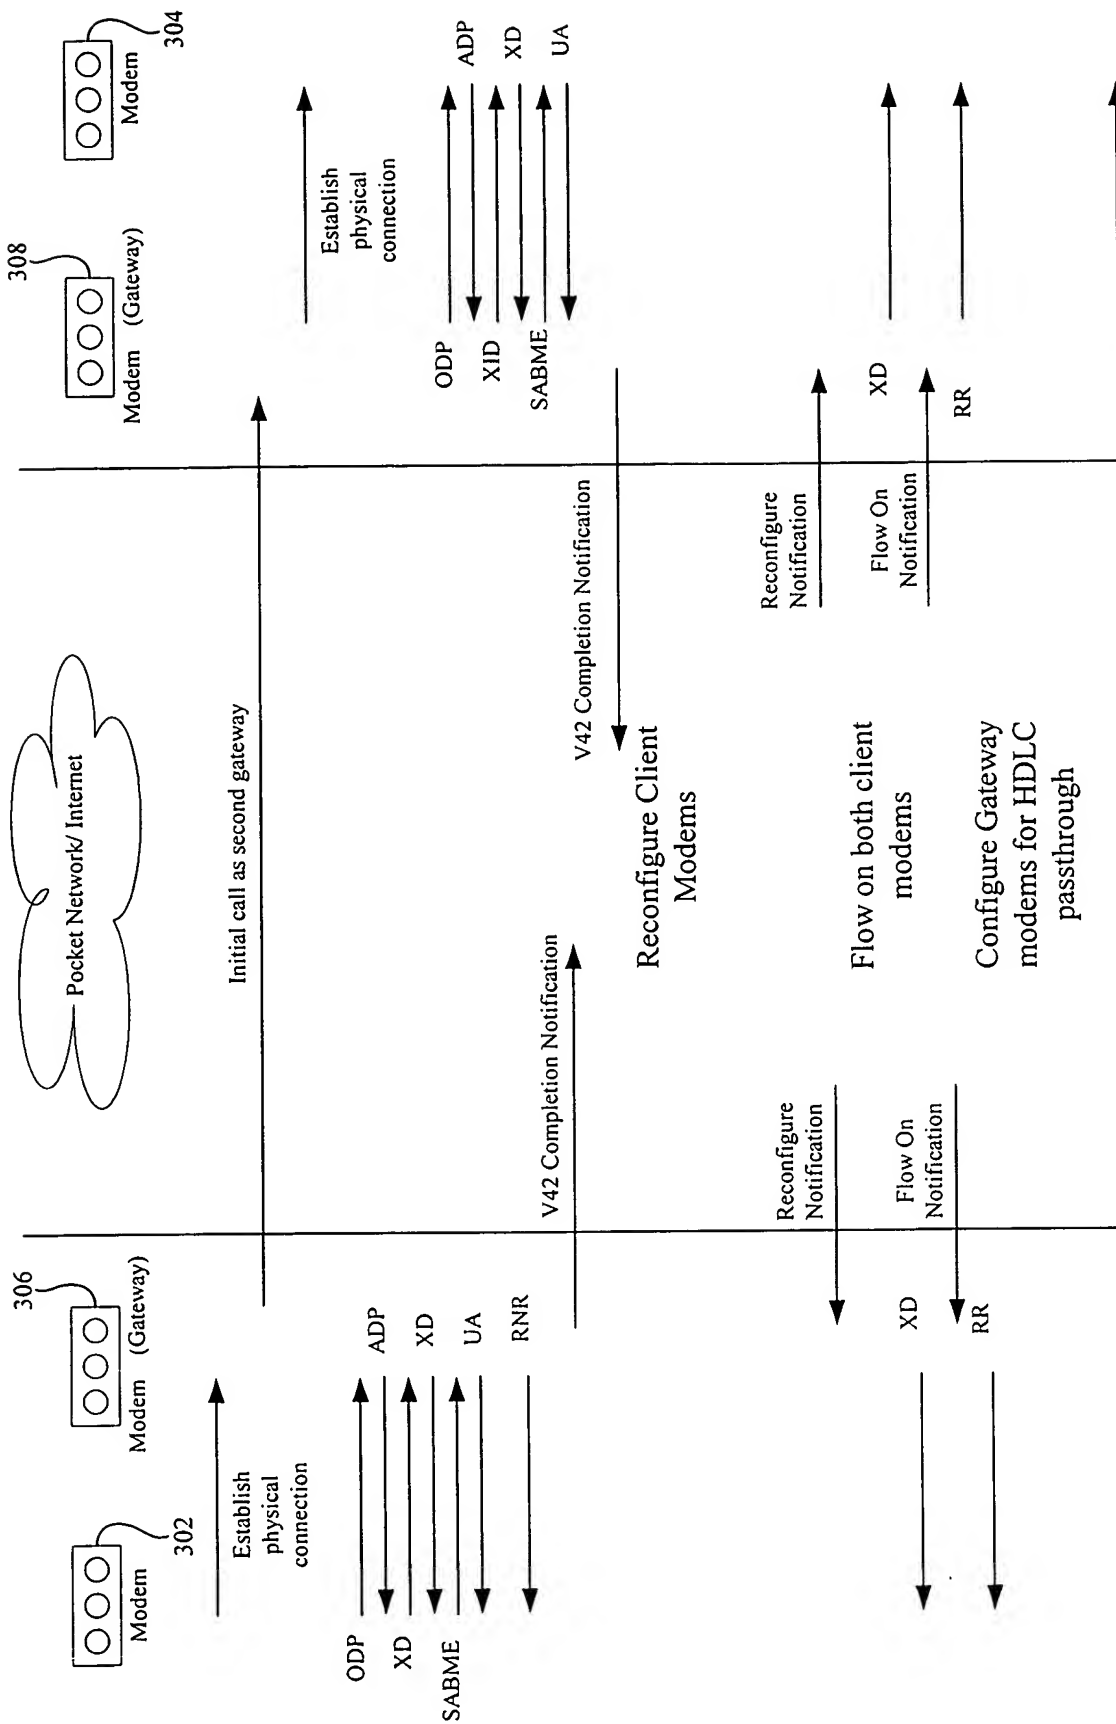 302
Modem
306
Modem (Gateway)
Pocket Network/ Internet
308
Modem (Gateway)
304
Modem
Establish
physical
connection
Initial call as second gateway
Establish
physical
connection
ODP
ADP
XD
XD
SABME
UA
RNR
ODP
ADP
XID
XD
SABME
UA
V42 Completion Notification
V42 Completion Notification
Reconfigure Client
Modems
Reconfigure
Notification
Reconfigure
Notification
Flow on both client
modems
XD
XD
Flow On
Notification
Flow On
Notification
RR
RR
Configure Gateway
modems for HDLC
passthrough